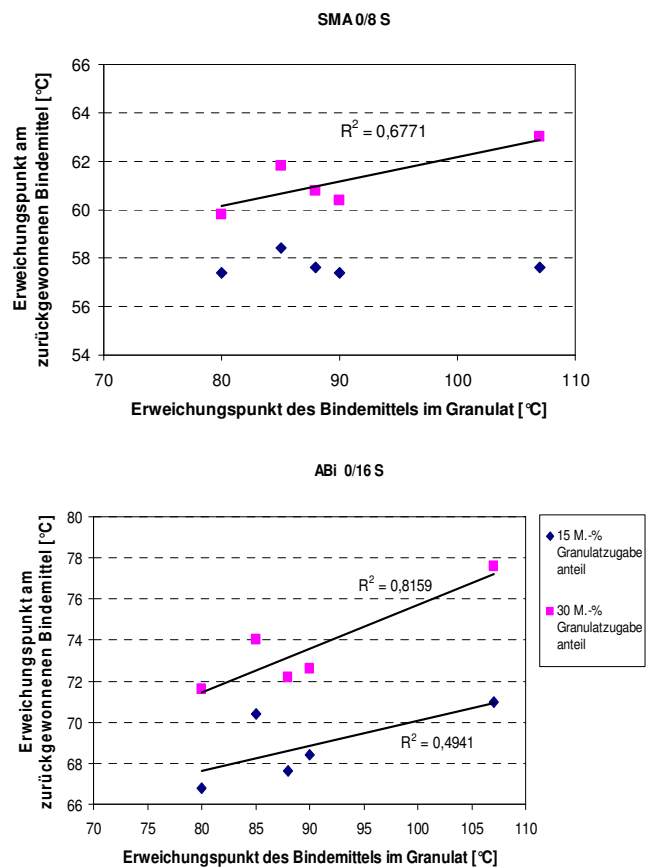 SMA 0/8 S
Erweichungspunkt am
zurückgewonnenen Bindemittel [°C]
66
64
62
60
58
56
54
R² = 0,6771
70
80
90
100
110
Erweichungspunkt des Bindemittels im Granulat [°C]
ABi 0/16 S
Erweichungspunkt am
zurückgewonnenen Bindemittel [°C]
80
78
76
74
72
70
68
66
R² = 0,8159
R² = 0,4941
70
75
80
85
90
95
100
105
110
Erweichungspunkt des Bindemittels im Granulat [°C]
15 M.-%
Granulatzugabe
anteil
30 M.-%
Granulatzugabe
anteil